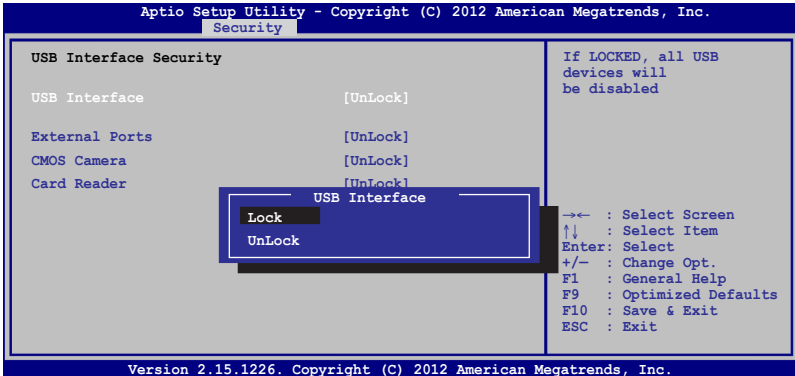 Aptio Setup Utility - Copyright (C) 2012 American Megatrends, Inc.
Security
USB Interface Security
USB Interface [UnLock]
External Ports [UnLock]
CMOS Camera [UnLock]
Card Reader [UnLock]
USB Interface
Lock
UnLock
If LOCKED, all USB
devices will
be disabled
→← : Select Screen
↑↓ : Select Item
Enter: Select
+/— : Change Opt.
F1 : General Help
F9 : Optimized Defaults
F10 : Save & Exit
ESC : Exit
Version 2.15.1226. Copyright (C) 2012 American Megatrends, Inc.